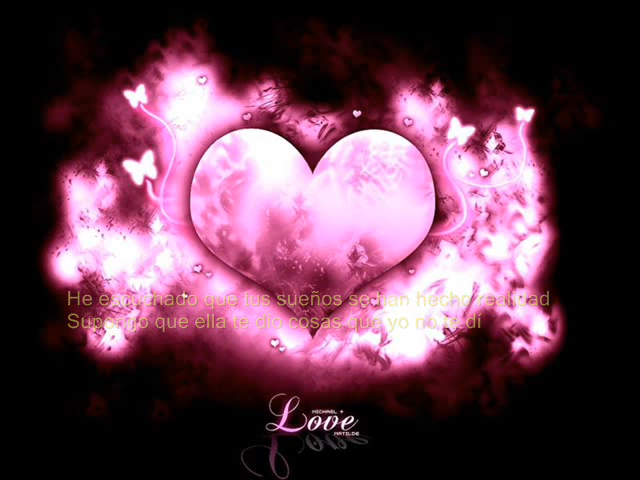 He escuchado que tus sueños se han hecho realidad
Supongo que ella te dio cosas que yo no te dí
MICHAEL +
Love
MATILDE